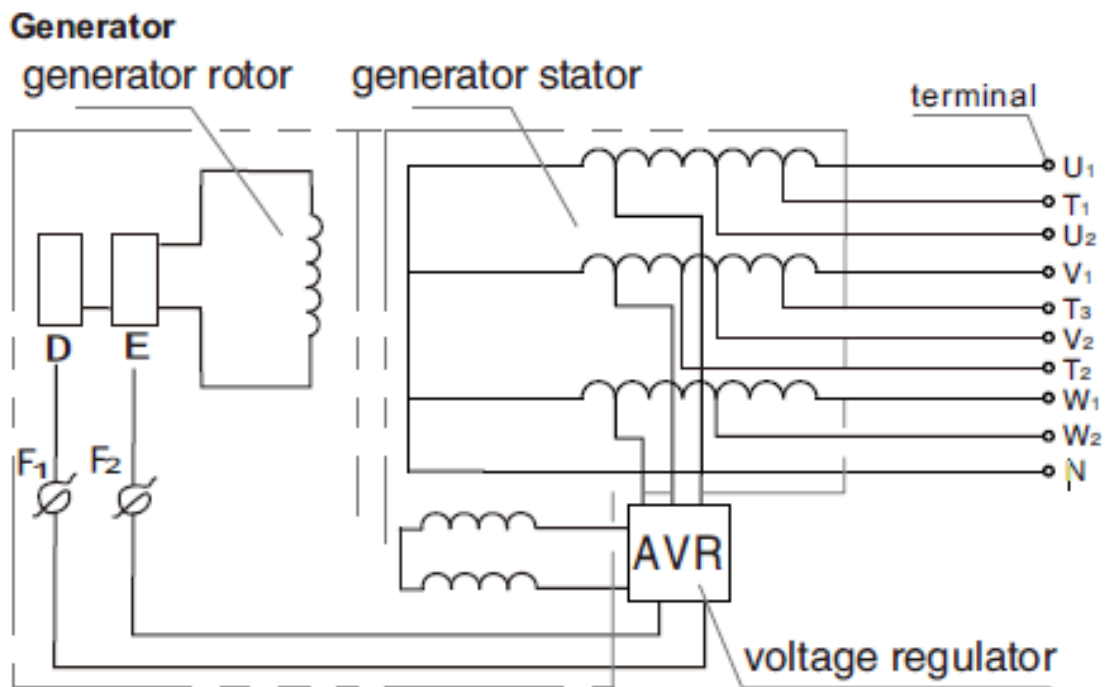 Generator
generator rotor
generator stator
terminal
U₁
T₁
U₂
V₁
T₃
V₂
T₂
W₁
W₂
N
D
E
F₁
F₂
AVR
voltage regulator